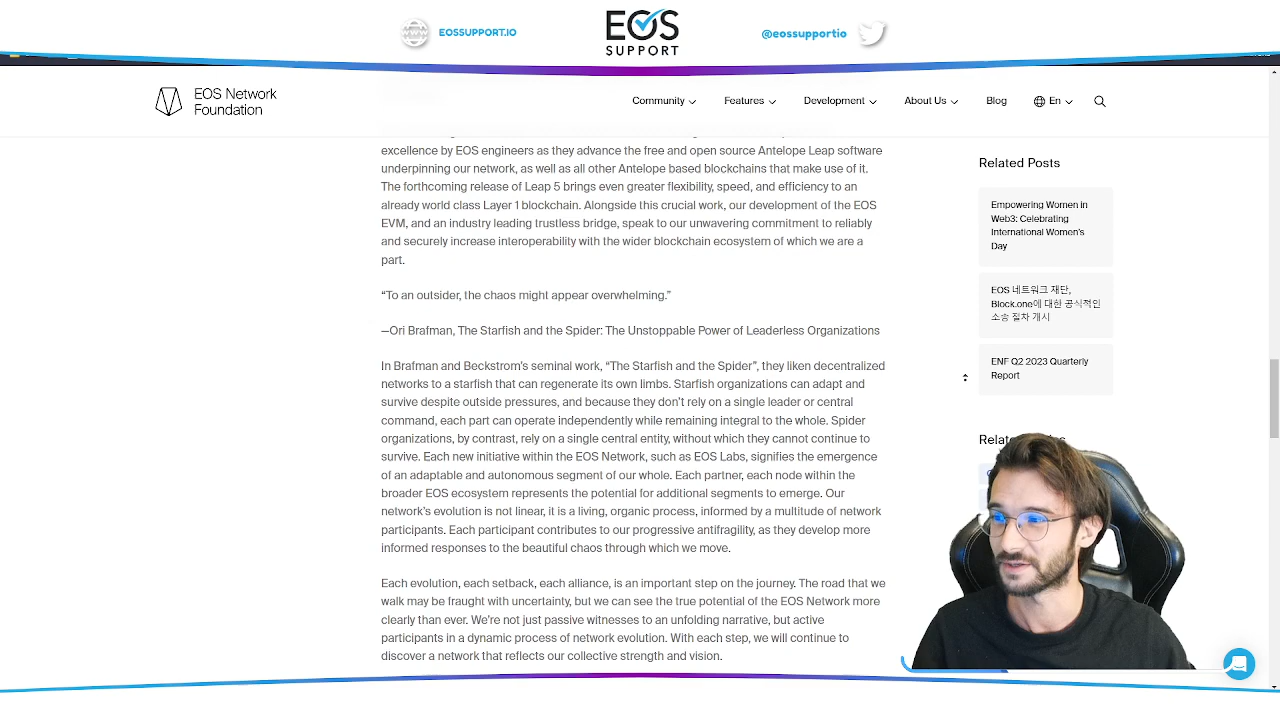 EOSSUPPORT.IO
EOS
SUPPORT
@eossupportio
EOS Network
Foundation
Community
Features
Development
About Us
Blog
En
excellence by EOS engineers as they advance the free and open source Antelope Leap software
underpinning our network, as well as all other Antelope based blockchains that make use of it.
The forthcoming release of Leap 5 brings even greater flexibility, speed, and efficiency to an
already world class Layer 1 blockchain. Alongside this crucial work, our development of the EOS
EVM, and an industry leading trustless bridge, speak to our unwavering commitment to reliably
and securely increase interoperability with the wider blockchain ecosystem of which we are a
part.
“To an outsider, the chaos might appear overwhelming.”
—Ori Brafman, The Starfish and the Spider: The Unstoppable Power of Leaderless Organizations
In Brafman and Beckstrom’s seminal work, “The Starfish and the Spider”, they liken decentralized
networks to a starfish that can regenerate its own limbs. Starfish organizations can adapt and
survive despite outside pressures, and because they don’t rely on a single leader or central
command, each part can operate independently while remaining integral to the whole. Spider
organizations, by contrast, rely on a single central entity, without which they cannot continue to
survive. Each new initiative within the EOS Network, such as EOS Labs, signifies the emergence
of an adaptable and autonomous segment of our whole. Each partner, each node within the
broader EOS ecosystem represents the potential for additional segments to emerge. Our
network’s evolution is not linear, it is a living, organic process, informed by a multitude of network
participants. Each participant contributes to our progressive antifragility, as they develop more
informed responses to the beautiful chaos through which we move.
Each evolution, each setback, each alliance, is an important step on the journey. The road that we
walk may be fraught with uncertainty, but we can see the true potential of the EOS Network more
clearly than ever. We’re not just passive witnesses to an unfolding narrative, but active
participants in a dynamic process of network evolution. With each step, we will continue to
discover a network that reflects our collective strength and vision.
Related Posts
Empowering Women in
Web3: Celebrating
International Women’s
Day
EOS 네트워크 재단,
Block.one에 대한 공식적인
소송 절차 개시
ENF Q2 2023 Quarterly
Report